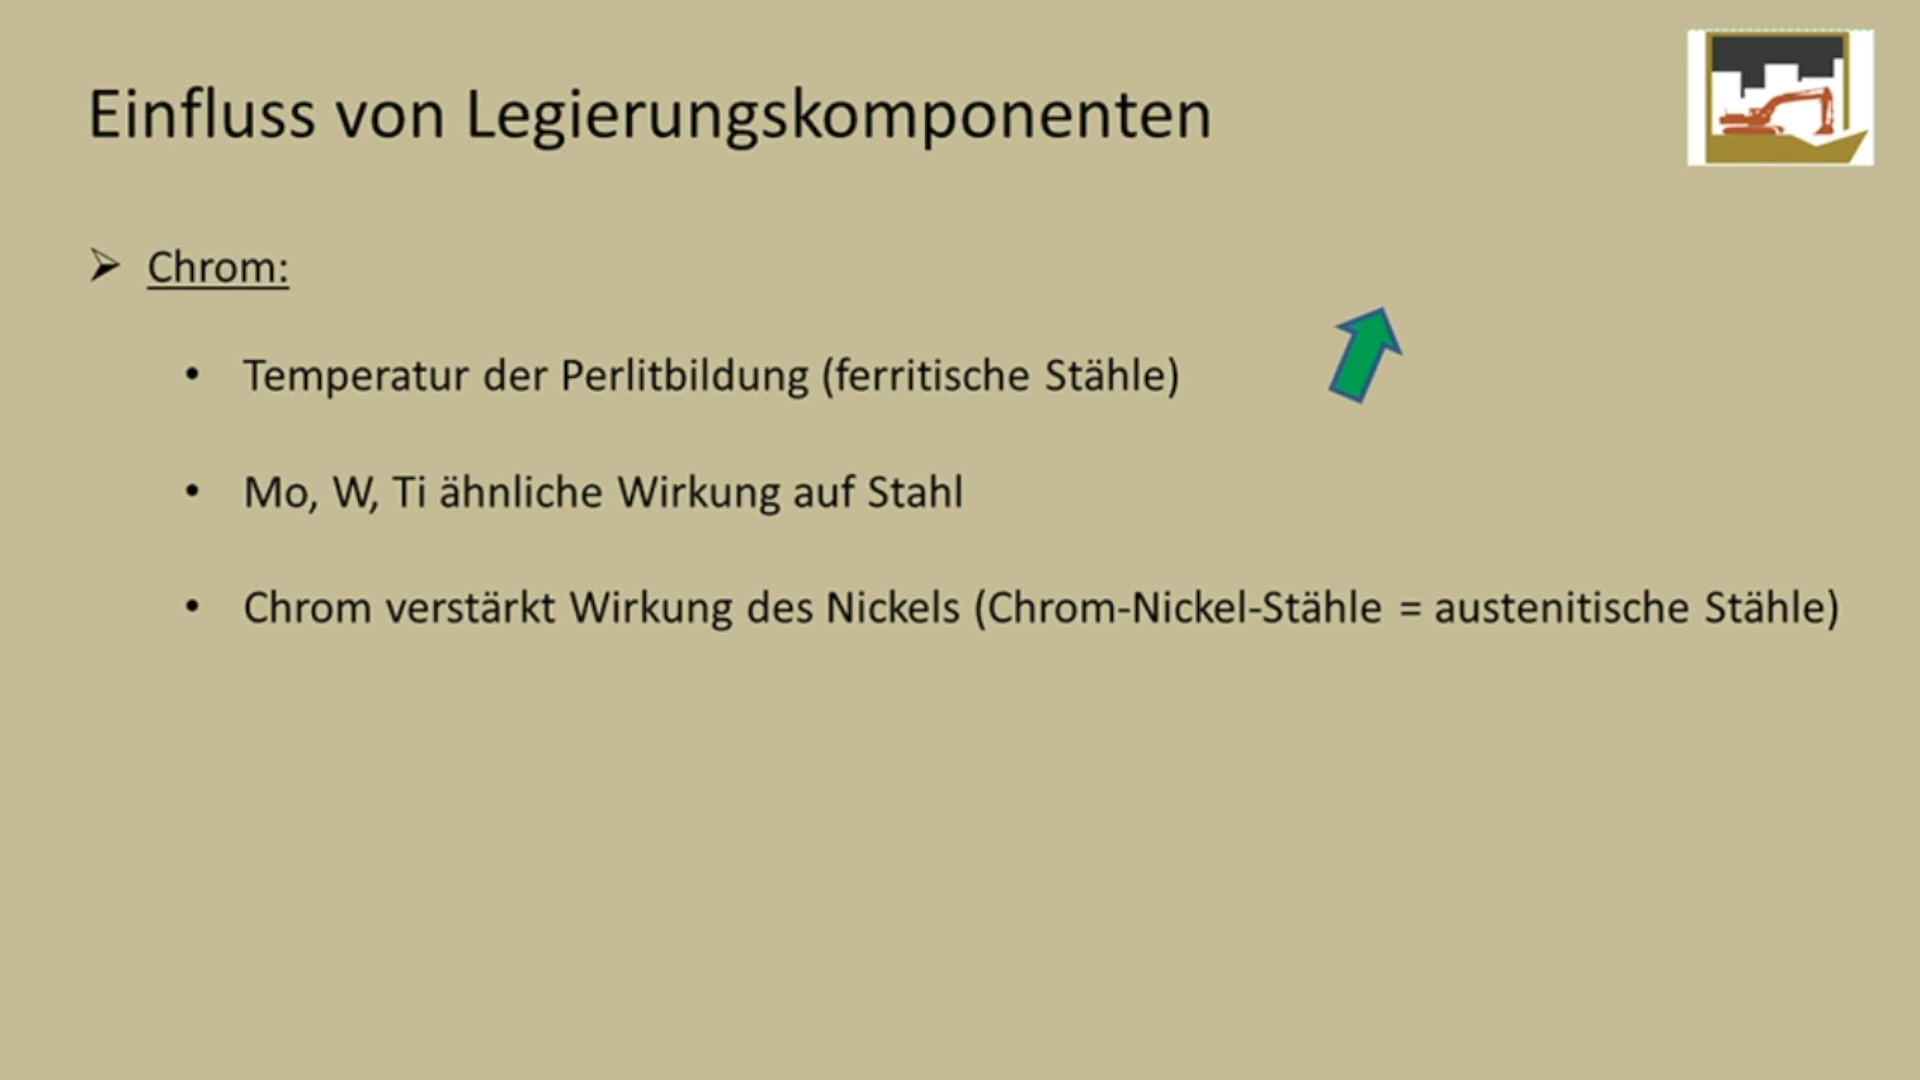 Einfluss von Legierungskomponenten
Chrom:
Temperatur der Perlitbildung (ferritische Stähle)
Mo, W, Ti ähnliche Wirkung auf Stahl
Chrom verstärkt Wirkung des Nickels (Chrom-Nickel-Stähle = austenitische Stähle)